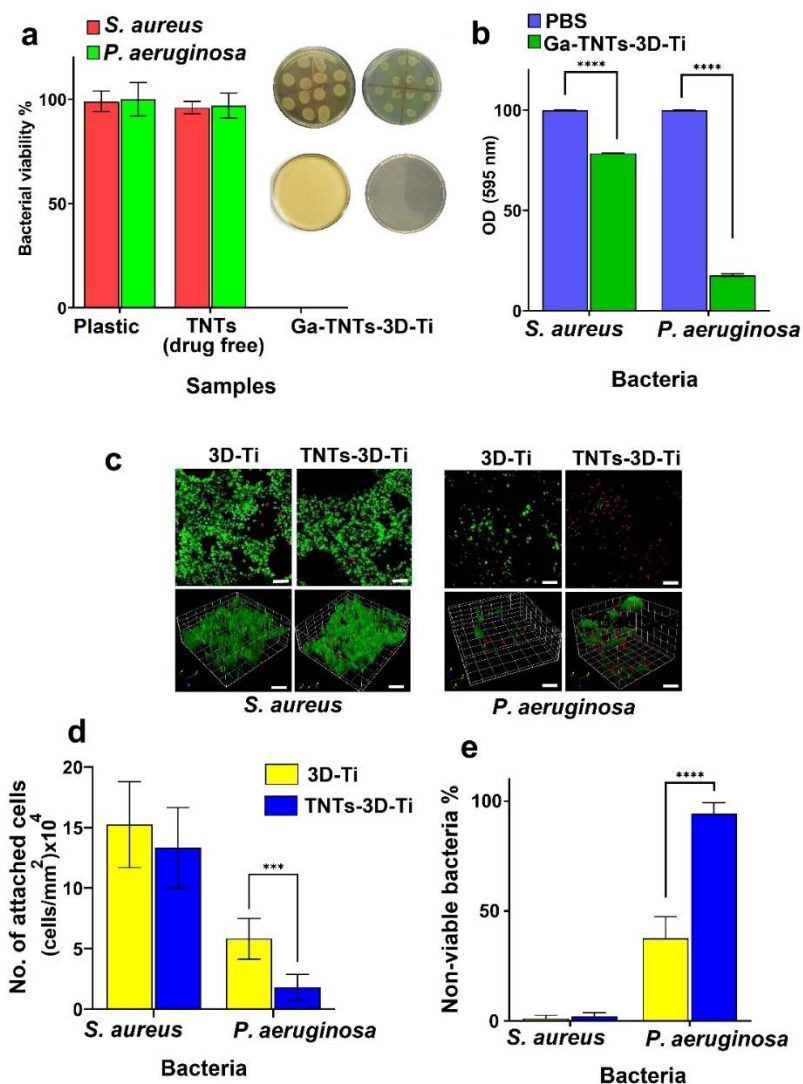 a
S. aureus
P. aeruginosa
Bacterial viability %
100
50
0
Plastic
TNTs
(drug free)
Ga-TNTs-3D-Ti
Samples
b
PBS
Ga-TNTs-3D-Ti
****
****
OD (595 nm)
100
50
0
S. aureus
P. aeruginosa
Bacteria
c
3D-Ti
TNTs-3D-Ti
3D-Ti
TNTs-3D-Ti
S. aureus
P. aeruginosa
d
No. of attached cells
(cells/mm²)x10⁴
20
15
10
5
0
3D-Ti
TNTs-3D-Ti
***
S. aureus
P. aeruginosa
Bacteria
e
Non-viable bacteria %
100
50
0
****
S. aureus
P. aeruginosa
Bacteria